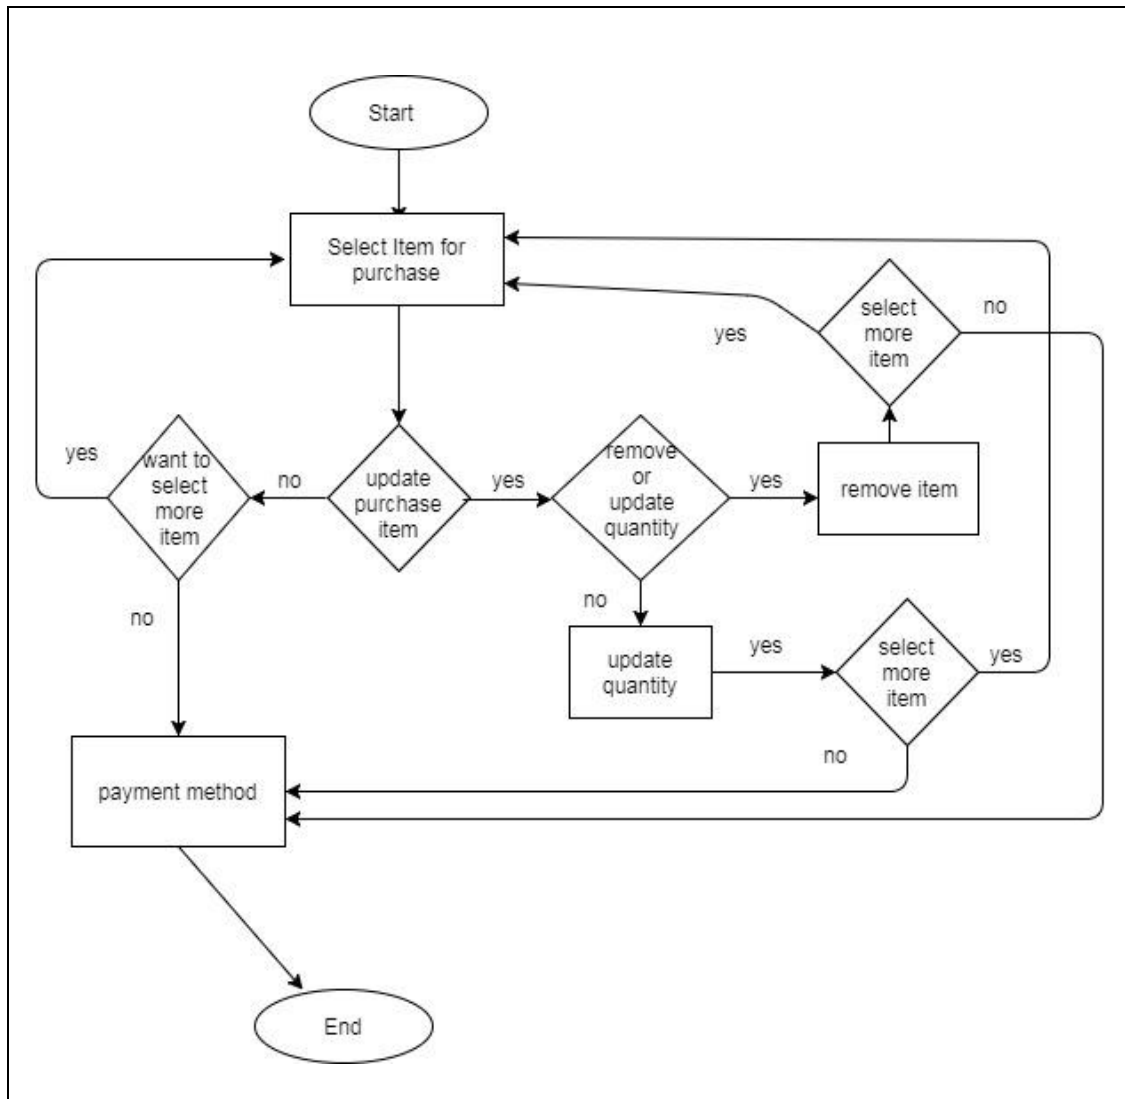 Start
Select Item for
purchase
select
more
item
no
yes
yes
want to
select
more
item
no
update
purchase
item
yes
remove
or
update
quantity
yes
remove item
no
no
update
quantity
yes
select
more
item
yes
no
payment method
End